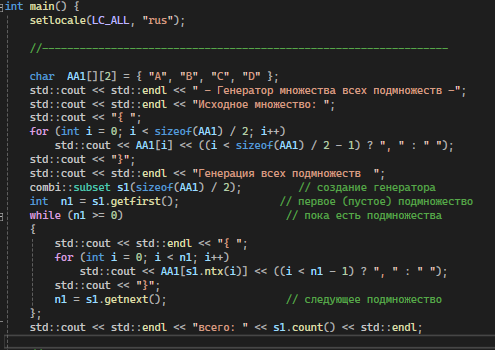 int main() {
setlocale(LC_ALL, "rus");
//-----------------------------------------------------------------
char  AA1[][2] = { "A", "B", "C", "D" };
std::cout << std::endl << " – Генератор множества всех подмножеств –";
std::cout << std::endl << "Исходное множество: ";
std::cout << "{ ";
for (int i = 0; i < sizeof(AA1) / 2; i++)
std::cout << AA1[i] << ((i < sizeof(AA1) / 2 - 1) ? ", " : " ");
std::cout << "}";
std::cout << std::endl << "Генерация всех подмножеств  ";
combi::subset s1(sizeof(AA1) / 2);         // создание генератора
int  n1 = s1.getfirst();                // первое (пустое) подмножество
while (n1 >= 0)                          // пока есть подмножества
{
std::cout << std::endl << "{ ";
for (int i = 0; i < n1; i++)
std::cout << AA1[s1.ntx(i)] << ((i < n1 - 1) ? ", " : " ");
std::cout << "}";
n1 = s1.getnext();                   // следующее подмножество
};
std::cout << std::endl << "всего: " << s1.count() << std::endl;